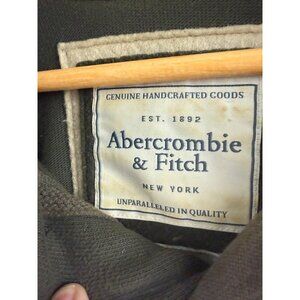 GENUINE HANDCRAFTED GOODS
EST. 1892
Abercrombie
& Fitch
NEW YORK
UNPARALLELED IN QUALITY